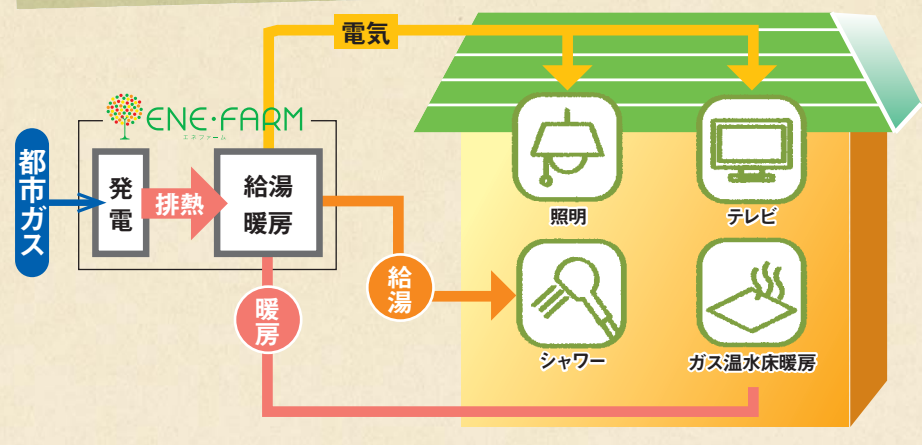 電気
ENE·FARM
エネファーム
都市ガス
発電
排熱
給湯
暖房
給湯
暖房
照明
テレビ
シャワー
ガス温水床暖房